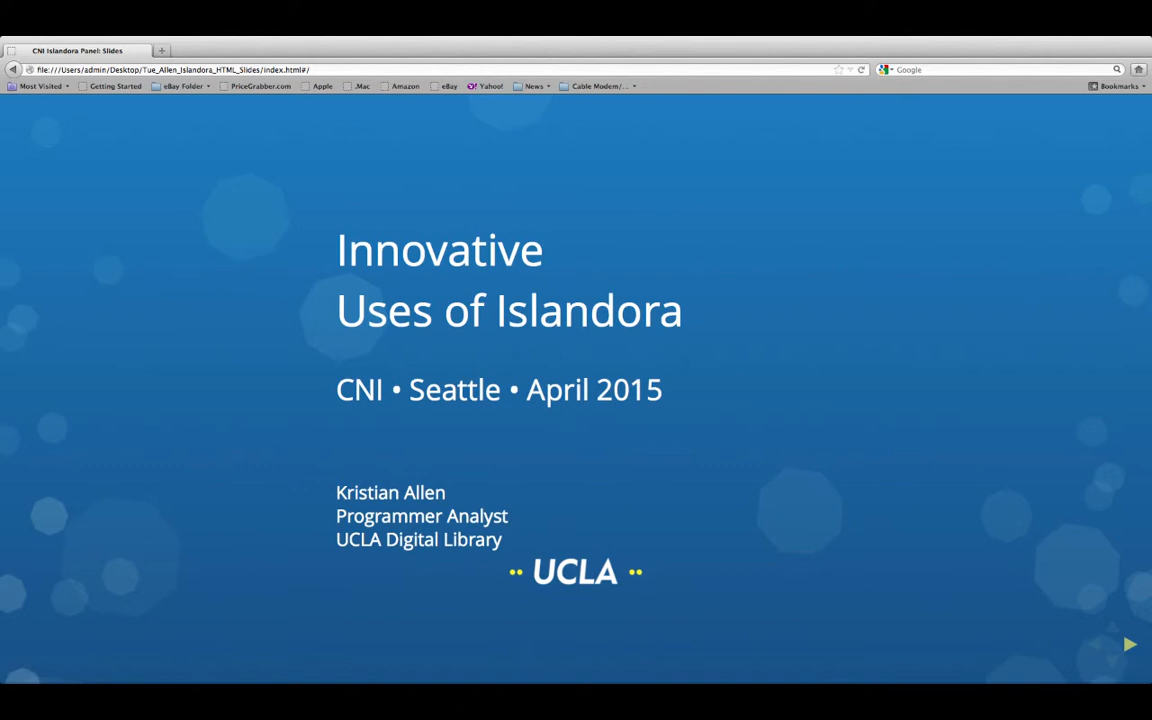 CNI Islandora Panel: Slides
file:///Users/admin/Desktop/Tue_Allen_Islandora_HTML_Slides/index.html#/
Google
Most Visited Getting Started eBay Folder PriceGrabber.com Apple .Mac Amazon eBay Yahoo! News Cable Modem/... Bookmarks
Innovative
Uses of Islandora
CNI • Seattle • April 2015
Kristian Allen
Programmer Analyst
UCLA Digital Library
•• UCLA ••